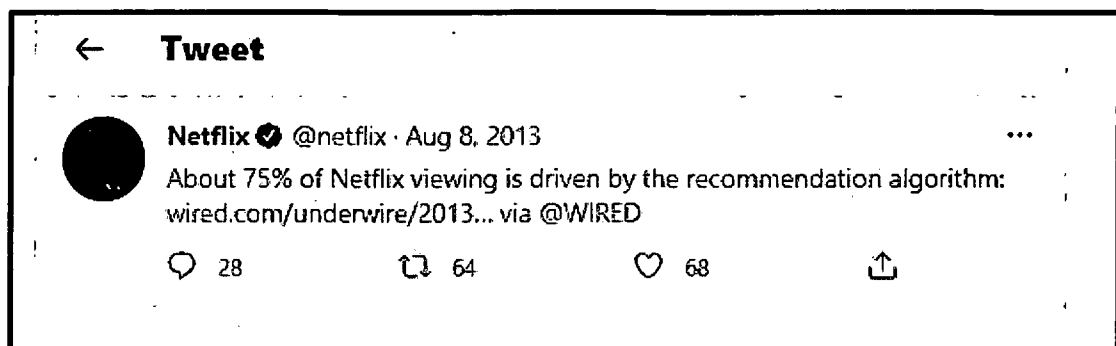 ← Tweet
Netflix @netflix · Aug 8, 2013 ...
About 75% of Netflix viewing is driven by the recommendation algorithm:
wired.com/underwire/2013... via @WIRED
28 64 68